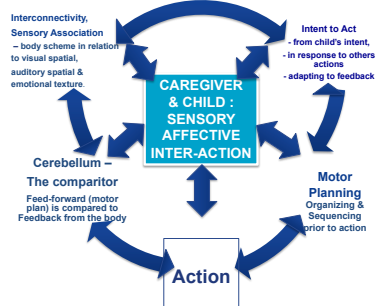 Interconnectivity,
Sensory Association
– body scheme in relation
to visual spatial,
auditory spatial &
emotional texture.
Intent to Act
- from child's intent,
- in response to others
actions
- adapting to feedback
CAREGIVER
& CHILD :
SENSORY
AFFECTIVE
INTER-ACTION
Cerebellum –
The comparitor
Feed-forward (motor
plan) is compared to
Feedback from the body
Motor
Planning
Organizing &
Sequencing
prior to action
Action